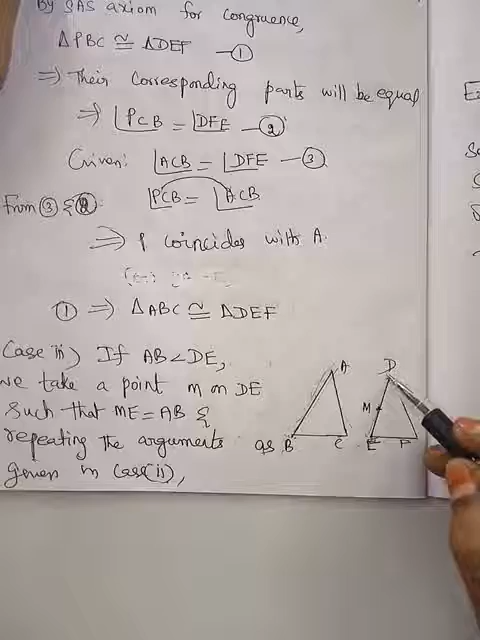 By SAS axiom for congruence,
ΔPBC ≅ ΔDEF —①
⇒ Their corresponding parts will be equal
⇒ ∠PCB = ∠DFE —②
Given: ∠ACB = ∠DFE —③
From ③ & ② ∠PCB = ∠ACB
⇒ P coincides with A.
① ⇒ ΔABC ≅ ΔDEF
Case iii) If AB < DE,
we take a point M on DE
such that ME = AB &
repeating the arguments as
given in Case(ii),
A
B C
D
M
E F